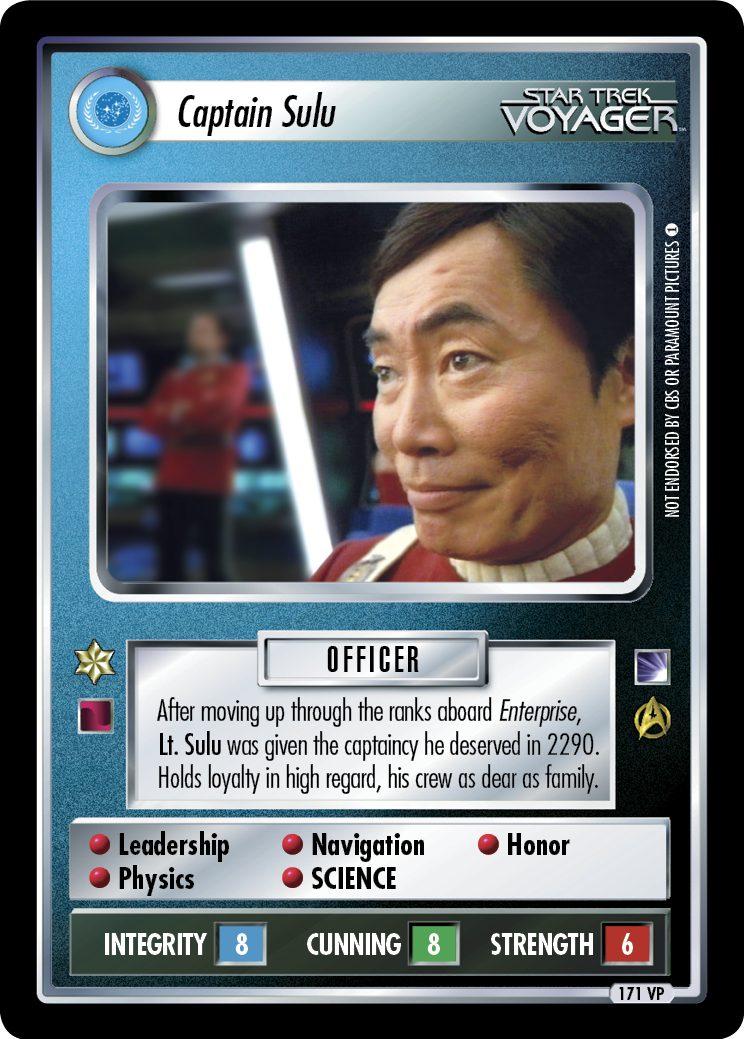 Captain Sulu
STAR TREK
VOYAGER™
NOT ENDORSED BY CBS OR PARAMOUNT PICTURES 1
OFFICER
After moving up through the ranks aboard Enterprise,
Lt. Sulu was given the captaincy he deserved in 2290.
Holds loyalty in high regard, his crew as dear as family.
Leadership Navigation Honor
Physics SCIENCE
INTEGRITY 8 CUNNING 8 STRENGTH 6
171 VP